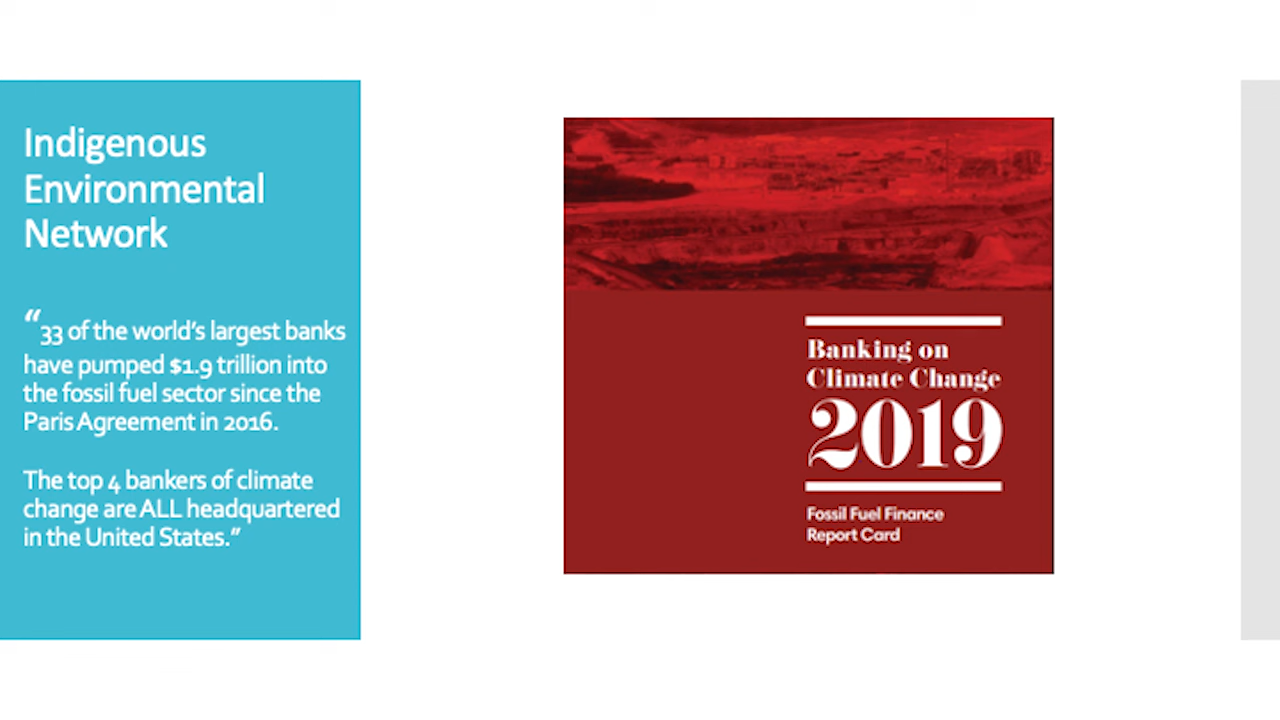 Indigenous
Environmental
Network
“33 of the world’s largest banks
have pumped $1.9 trillion into
the fossil fuel sector since the
Paris Agreement in 2016.
The top 4 bankers of climate
change are ALL headquartered
in the United States.”
Banking on
Climate Change
2019
Fossil Fuel Finance
Report Card